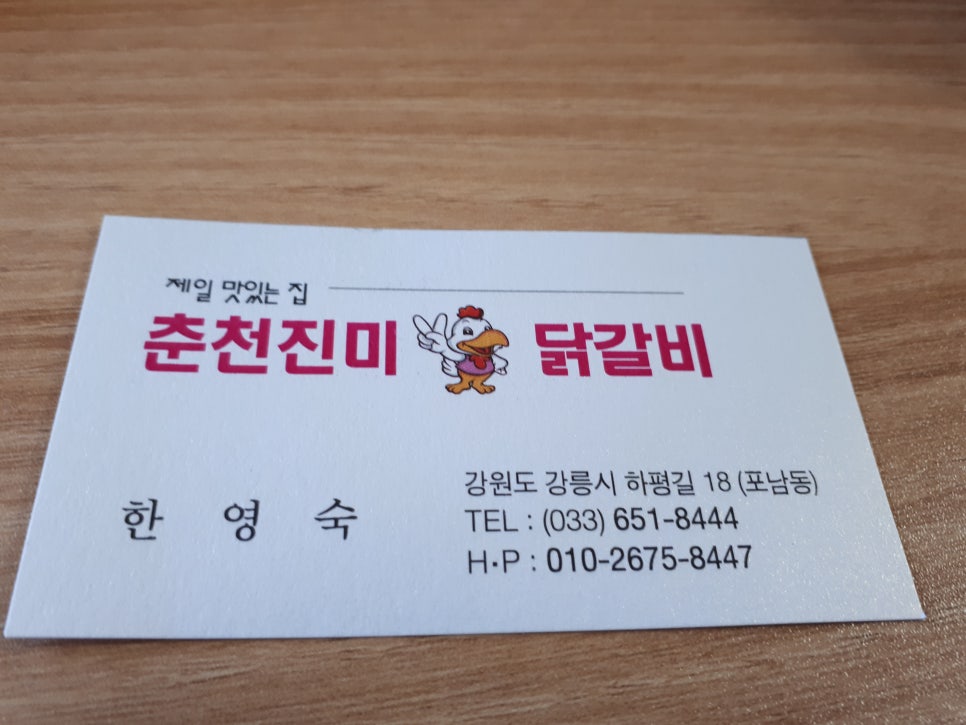 제일 맛있는 집
춘천진미 닭갈비
한 영 숙
강원도 강릉시 하평길 18 (포남동)
TEL : (033) 651-8444
H·P : 010-2675-8447